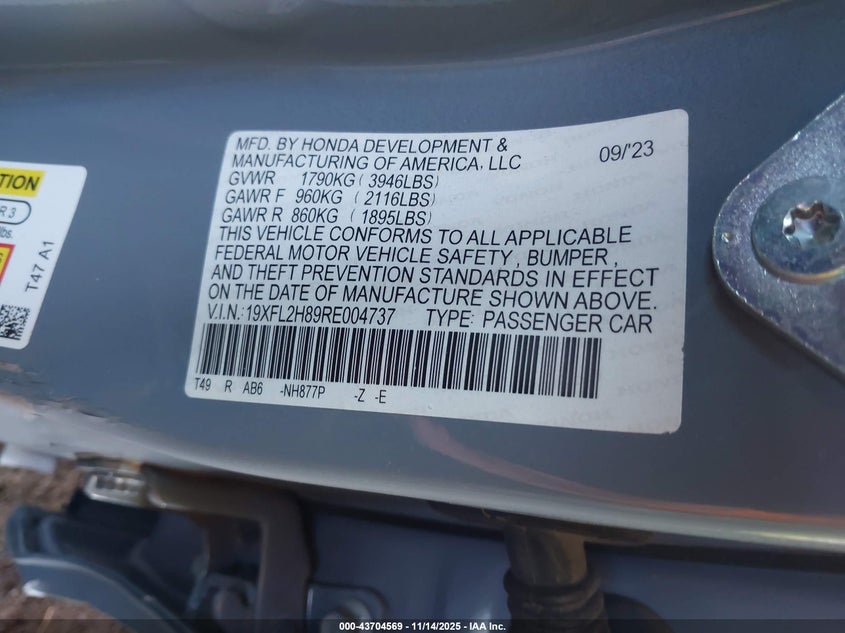 MFD. BY HONDA DEVELOPMENT &
MANUFACTURING OF AMERICA, LLC 09/'23
GVWR 1790KG ( 3946LBS)
GAWR F 960KG ( 2116LBS)
GAWR R 860KG ( 1895LBS)
THIS VEHICLE CONFORMS TO ALL APPLICABLE
FEDERAL MOTOR VEHICLE SAFETY, BUMPER,
AND THEFT PREVENTION STANDARDS IN EFFECT
ON THE DATE OF MANUFACTURE SHOWN ABOVE.
V.I.N.:19XFL2H89RE004737 TYPE: PASSENGER CAR
T49 R AB6 -NH877P -Z -E
TION
R 3
lbs.
T47 A1
000-43704569 - 11/14/2025 - IAA Inc.